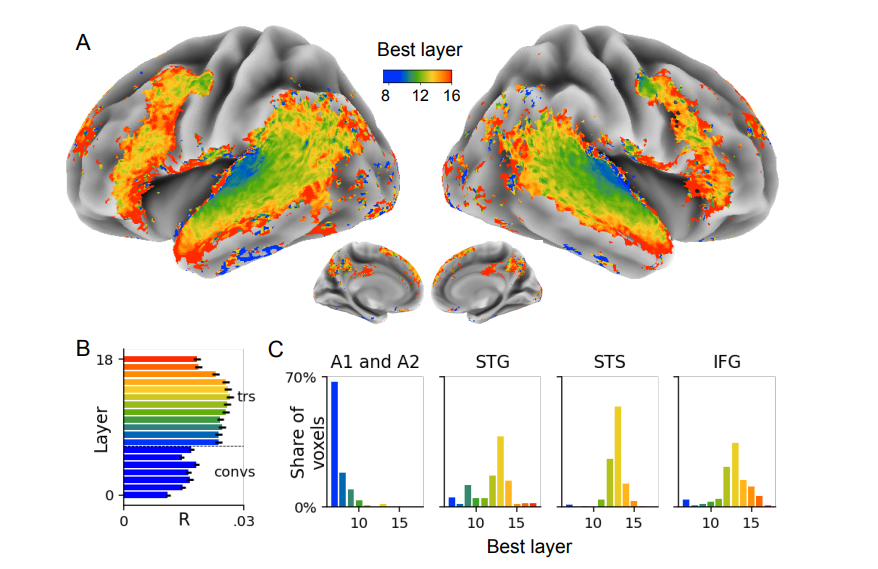 A
Best layer
8 12 16
B
18
Layer
0
trs
convs
0 R .03
C
A1 and A2 STG STS IFG
70%
Share of
voxels
0%
10 15 10 15 10 15 10 15
Best layer